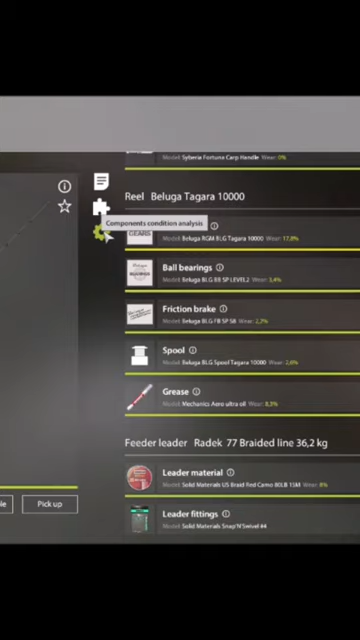 Model: Syberia Fortuna Carp Handle Wear: 0%
Reel Beluga Tagara 10000
Components condition analysis
GEARS
Model: Beluga RGM BLG Tagara 10000 Wear: 17,8%
Ball bearings
Model: Beluga BLG BB SP LEVEL2 Wear: 3,4%
Friction brake
Model: Beluga BLG FB SP S8 Wear: 2,7%
Spool
Model: Beluga BLG Spool Tagara 10000 Wear: 2,6%
Grease
Model: Mechanics Aero ultra oil Wear: 8,3%
Feeder leader Radek 77 Braided line 36,2 kg
Leader material
Model: Solid Materials US Braid Red Camo 80LB 15M Wear: 8%
Leader fittings
Model: Solid Materials Snap'N'Swivel #4
Pick up